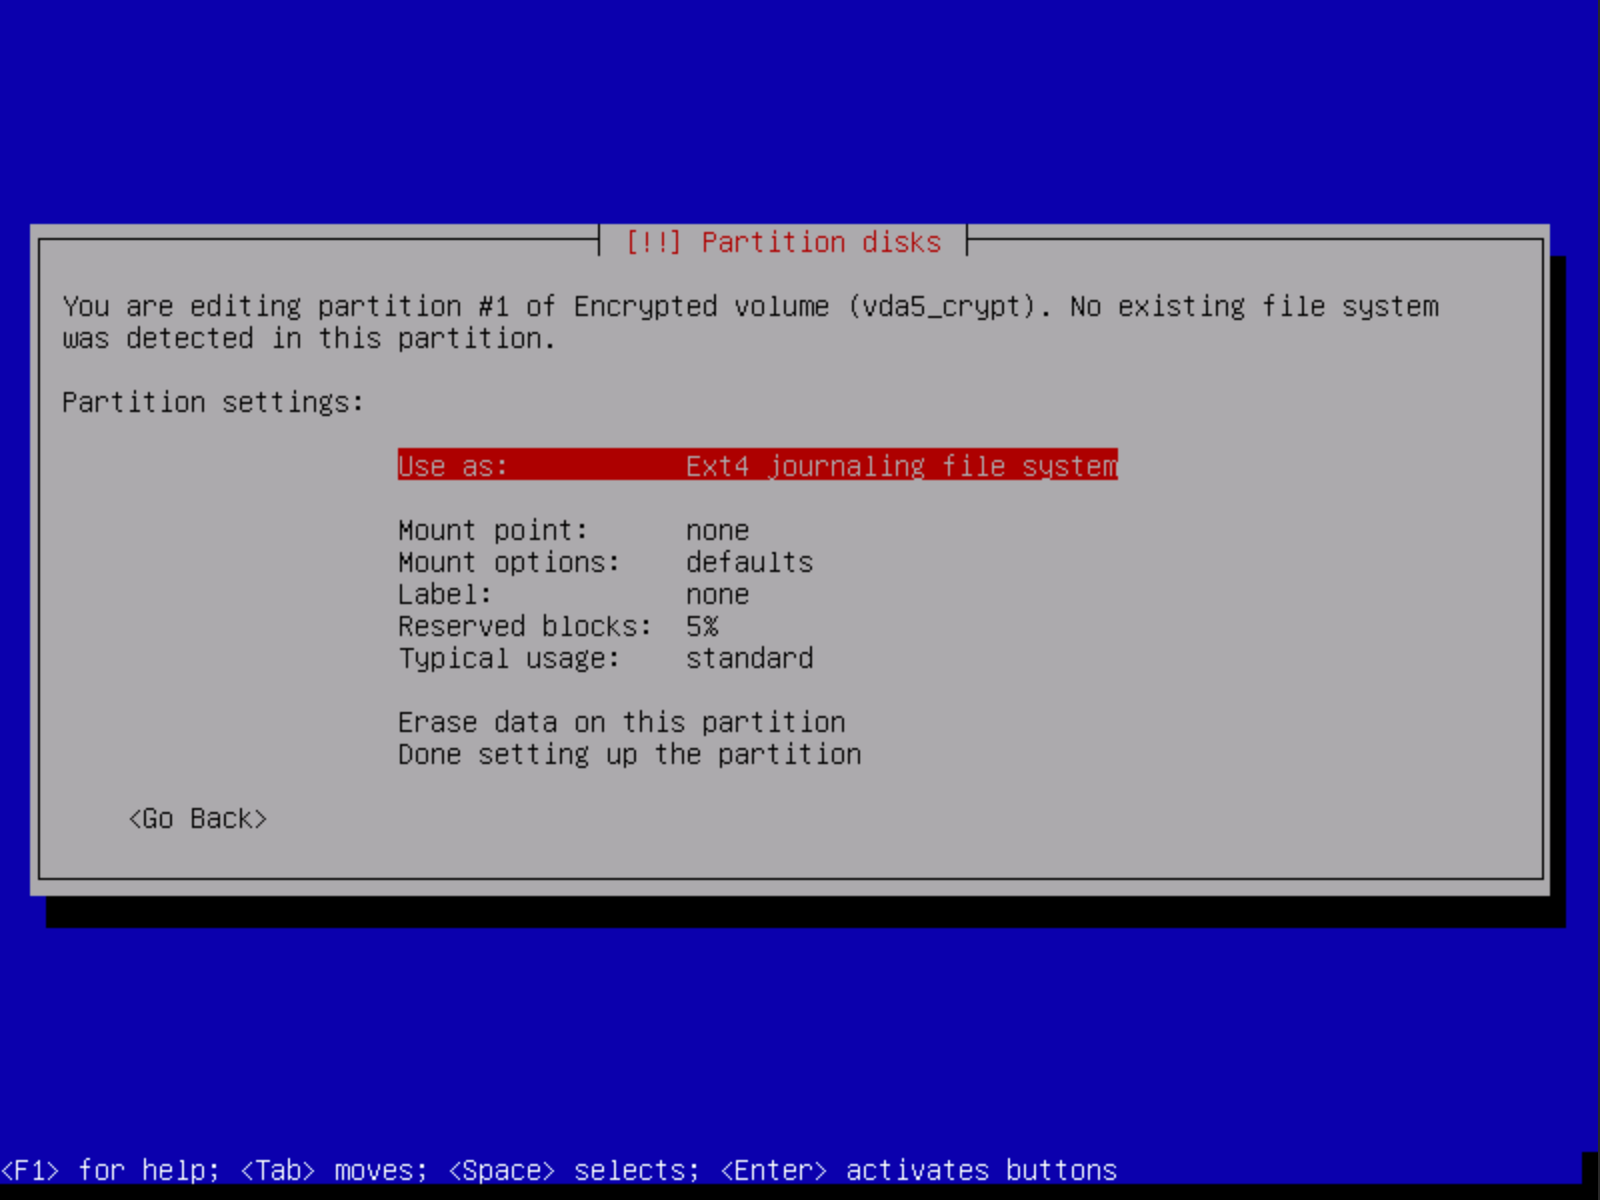 [!!] Partition disks
You are editing partition #1 of Encrypted volume (vda5_crypt). No existing file system
was detected in this partition.
Partition settings:
Use as: Ext4 journaling file system
Mount point: none
Mount options: defaults
Label: none
Reserved blocks: 5%
Typical usage: standard
Erase data on this partition
Done setting up the partition
<Go Back>
<F1> for help; <Tab> moves; <Space> selects; <Enter> activates buttons